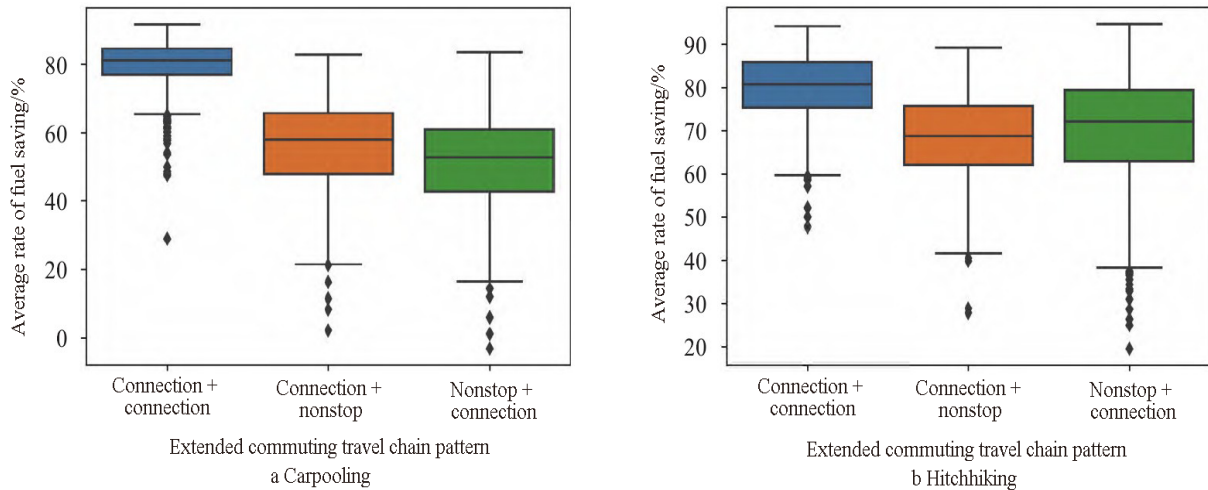 Average rate of fuel saving/%
80
60
40
20
0
Connection +
connection
Connection +
nonstop
Nonstop +
connection
Extended commuting travel chain pattern
a Carpooling
Average rate of fuel saving/%
90
80
70
60
50
40
30
20
Connection +
connection
Connection +
nonstop
Nonstop +
connection
Extended commuting travel chain pattern
b Hitchhiking